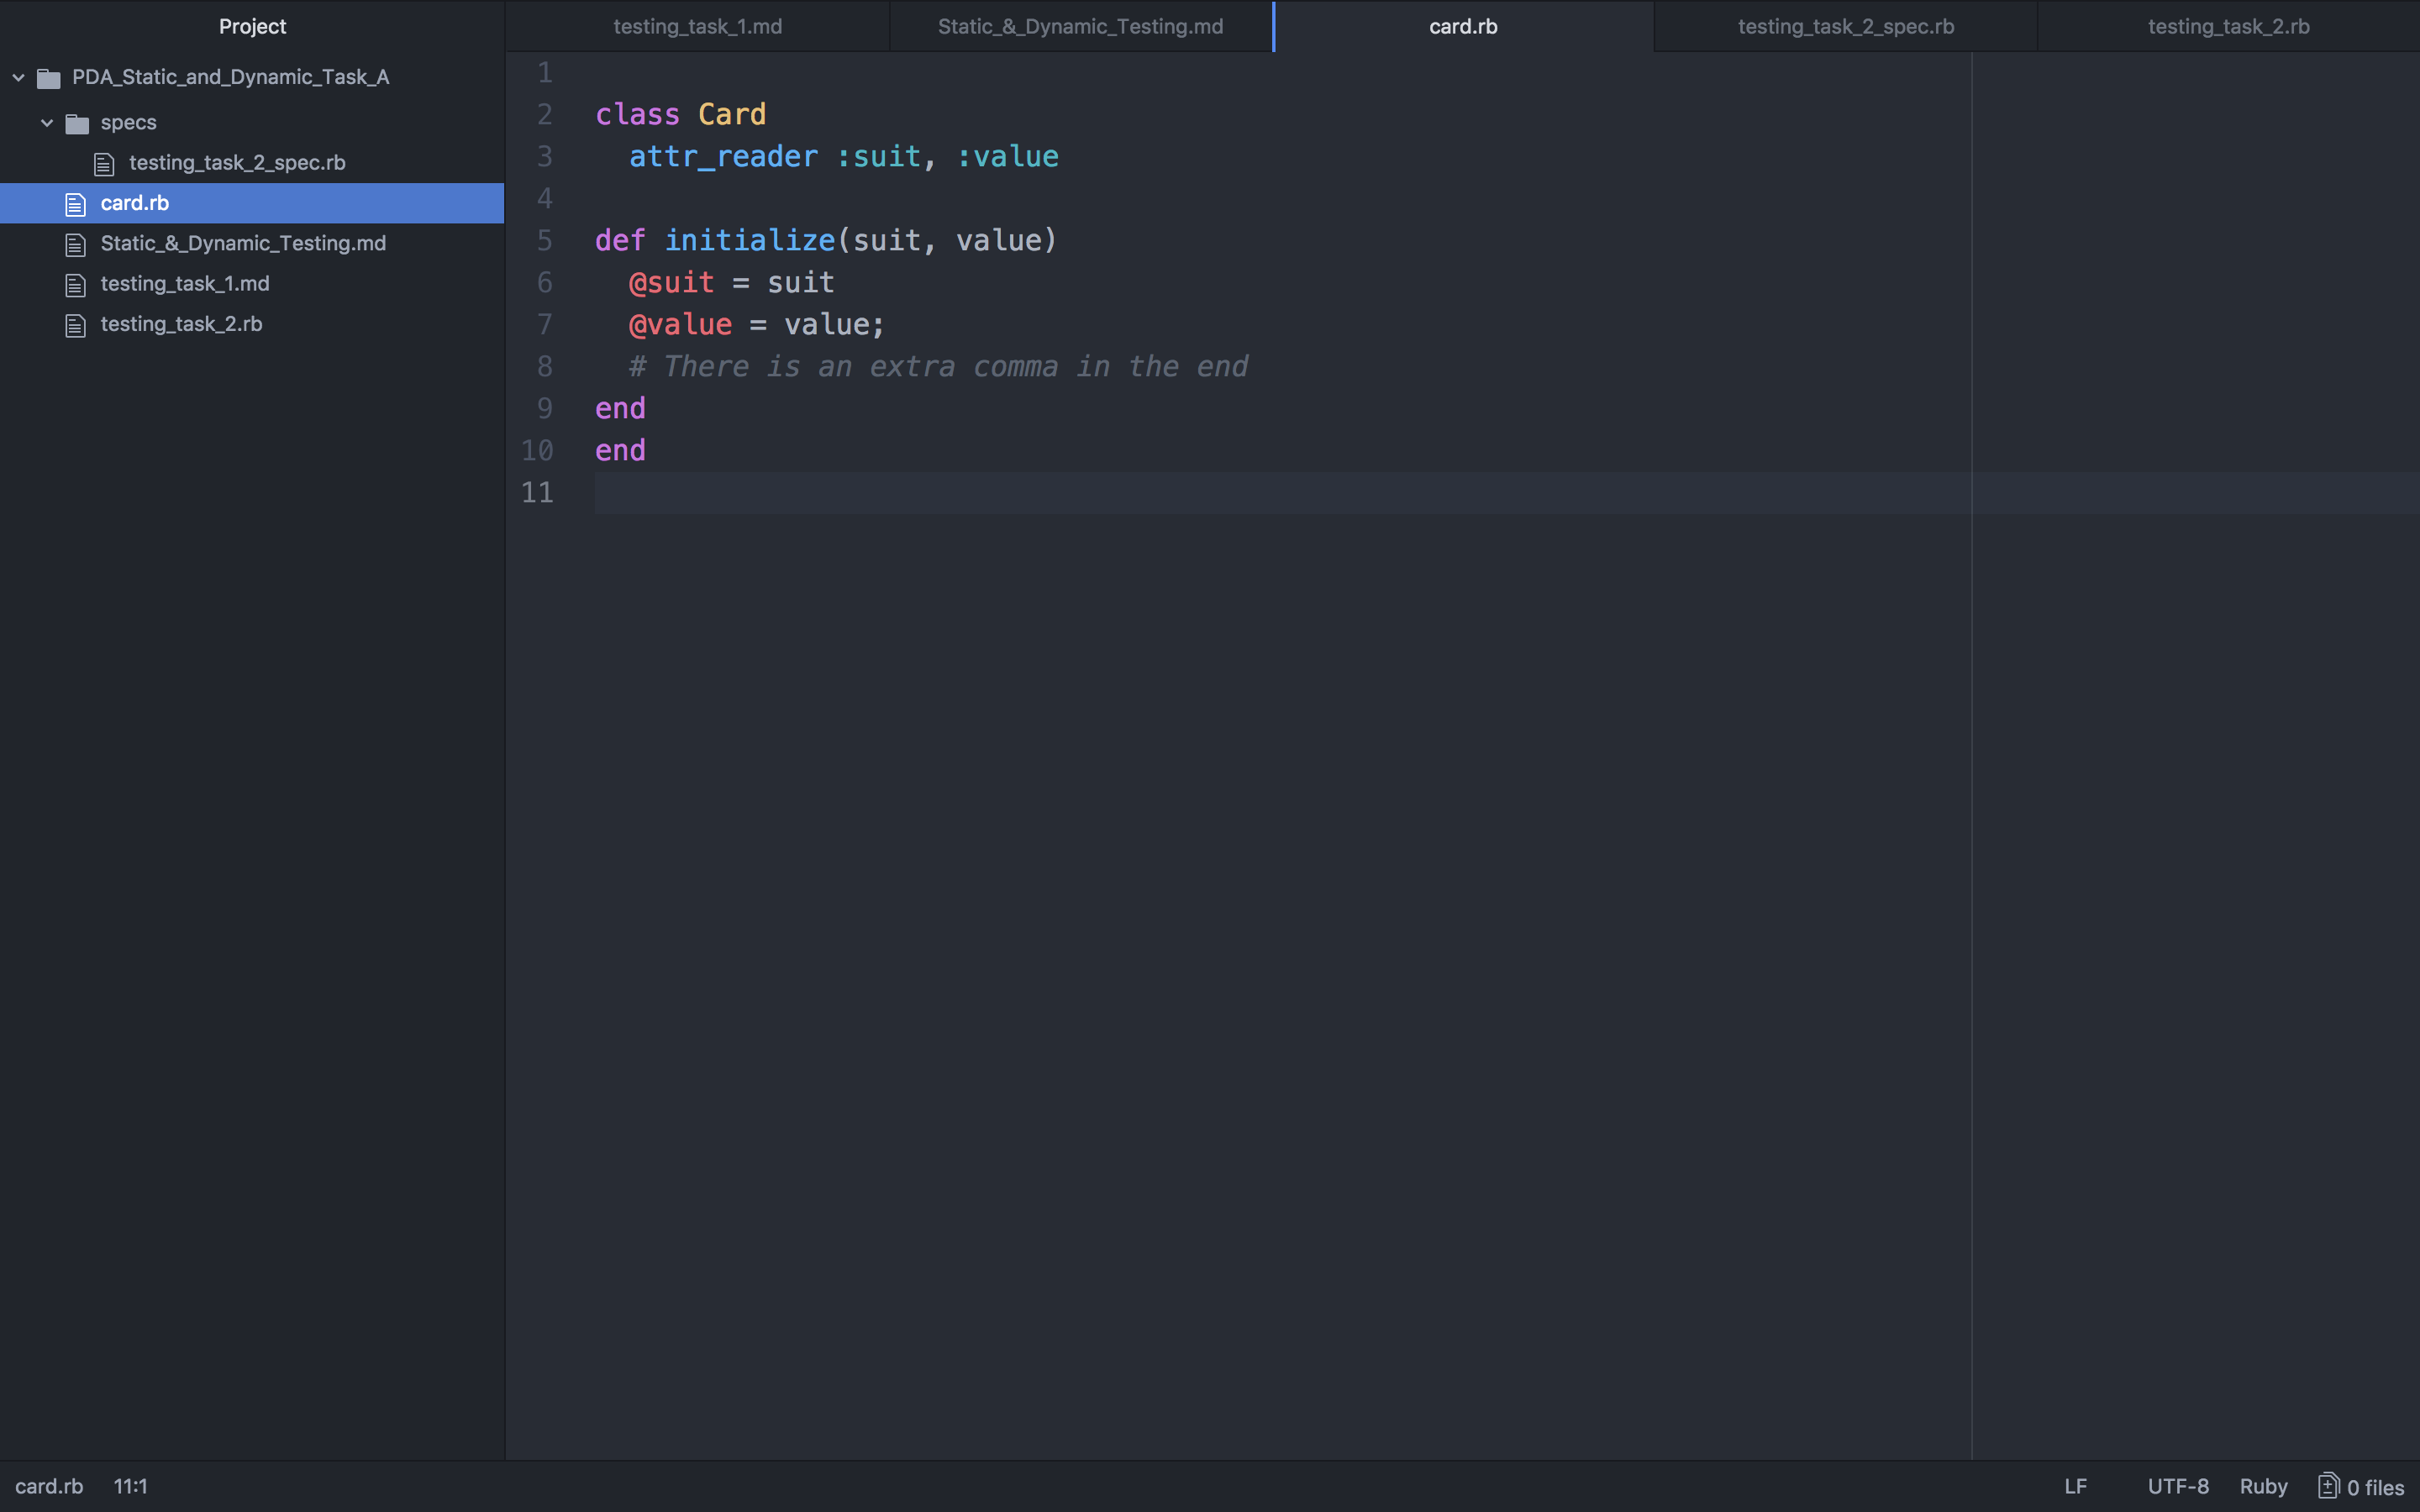 Project
PDA_Static_and_Dynamic_Task_A
specs
testing_task_2_spec.rb
card.rb
Static_&_Dynamic_Testing.md
testing_task_1.md
testing_task_2.rb
testing_task_1.md
Static_&_Dynamic_Testing.md
card.rb
testing_task_2_spec.rb
testing_task_2.rb
1
2 class Card
3 attr_reader :suit, :value
4
5 def initialize(suit, value)
6 @suit = suit
7 @value = value;
8 # There is an extra comma in the end
9 end
10 end
11
card.rb 11:1
LF UTF-8 Ruby 0 files